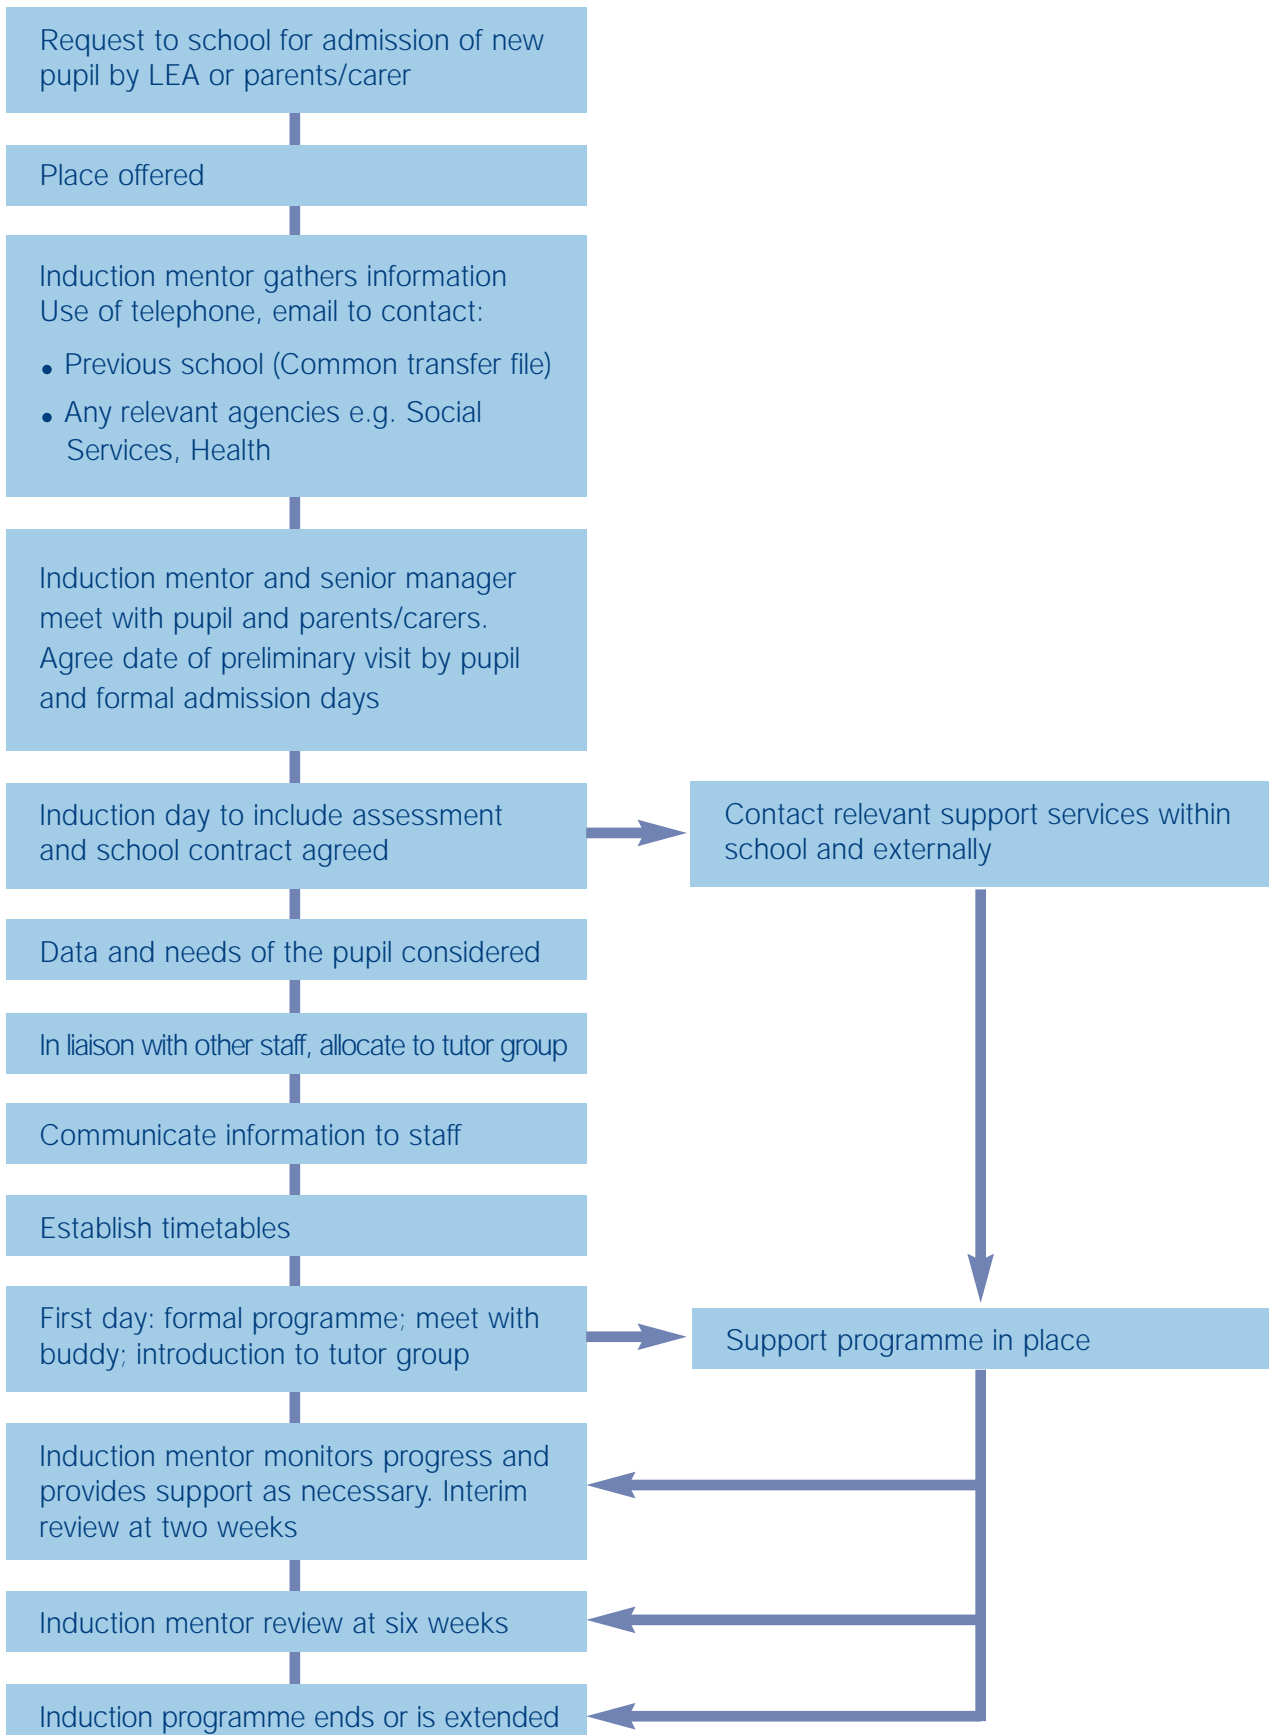 Request to school for admission of new
pupil by LEA or parents/carer
Place offered
Induction mentor gathers information
Use of telephone, email to contact:
• Previous school (Common transfer file)
• Any relevant agencies e.g. Social
Services, Health
Induction mentor and senior manager
meet with pupil and parents/carers.
Agree date of preliminary visit by pupil
and formal admission days
Induction day to include assessment
and school contract agreed
Contact relevant support services within
school and externally
Data and needs of the pupil considered
In liaison with other staff, allocate to tutor group
Communicate information to staff
Establish timetables
First day: formal programme; meet with
buddy; introduction to tutor group
Support programme in place
Induction mentor monitors progress and
provides support as necessary. Interim
review at two weeks
Induction mentor review at six weeks
Induction programme ends or is extended